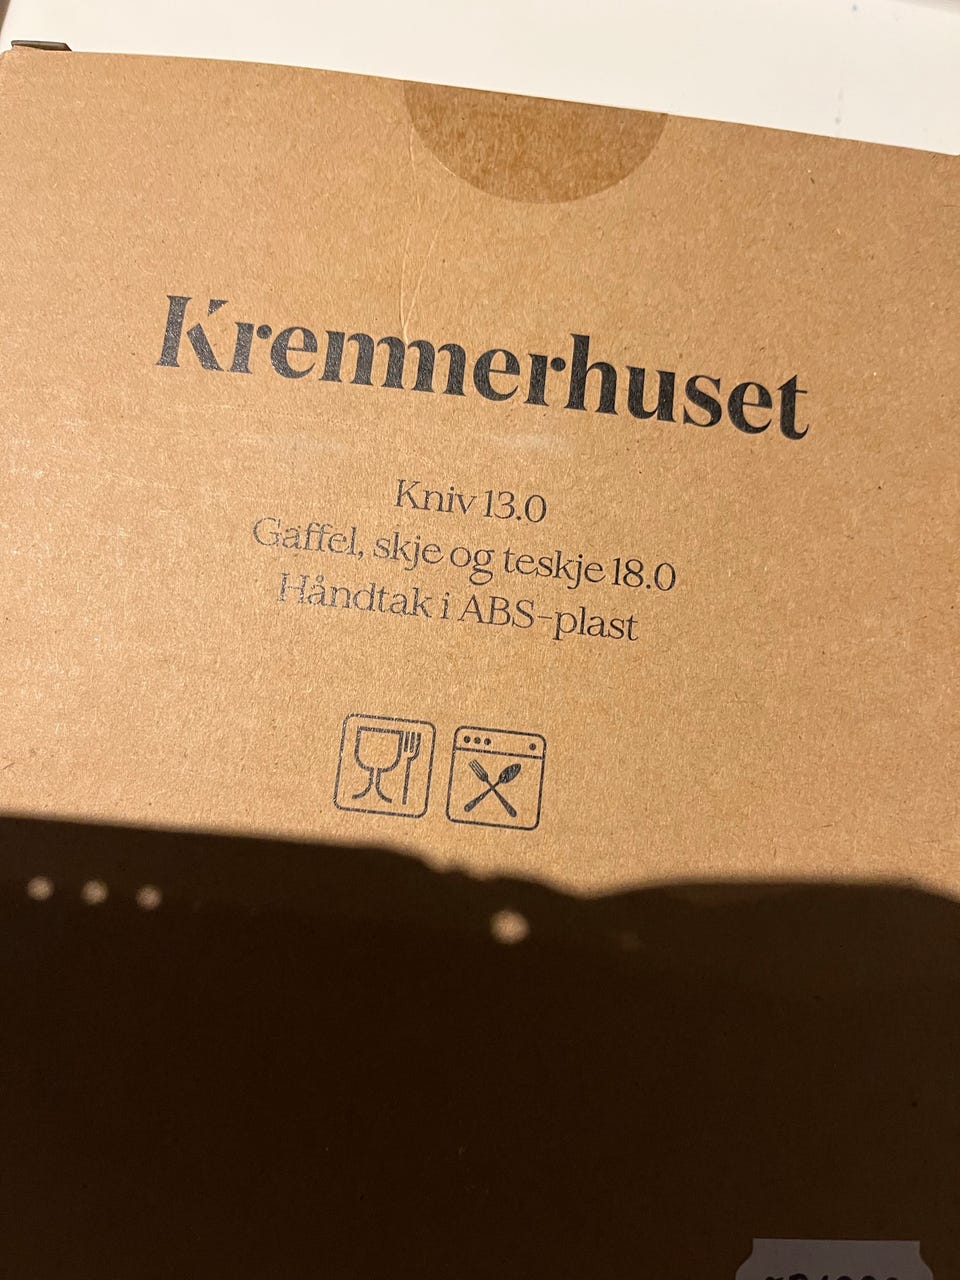 Kremmerhuset
Kniv 13.0
Gaffel, skje og teskje 18.0
Håndtak i ABS-plast